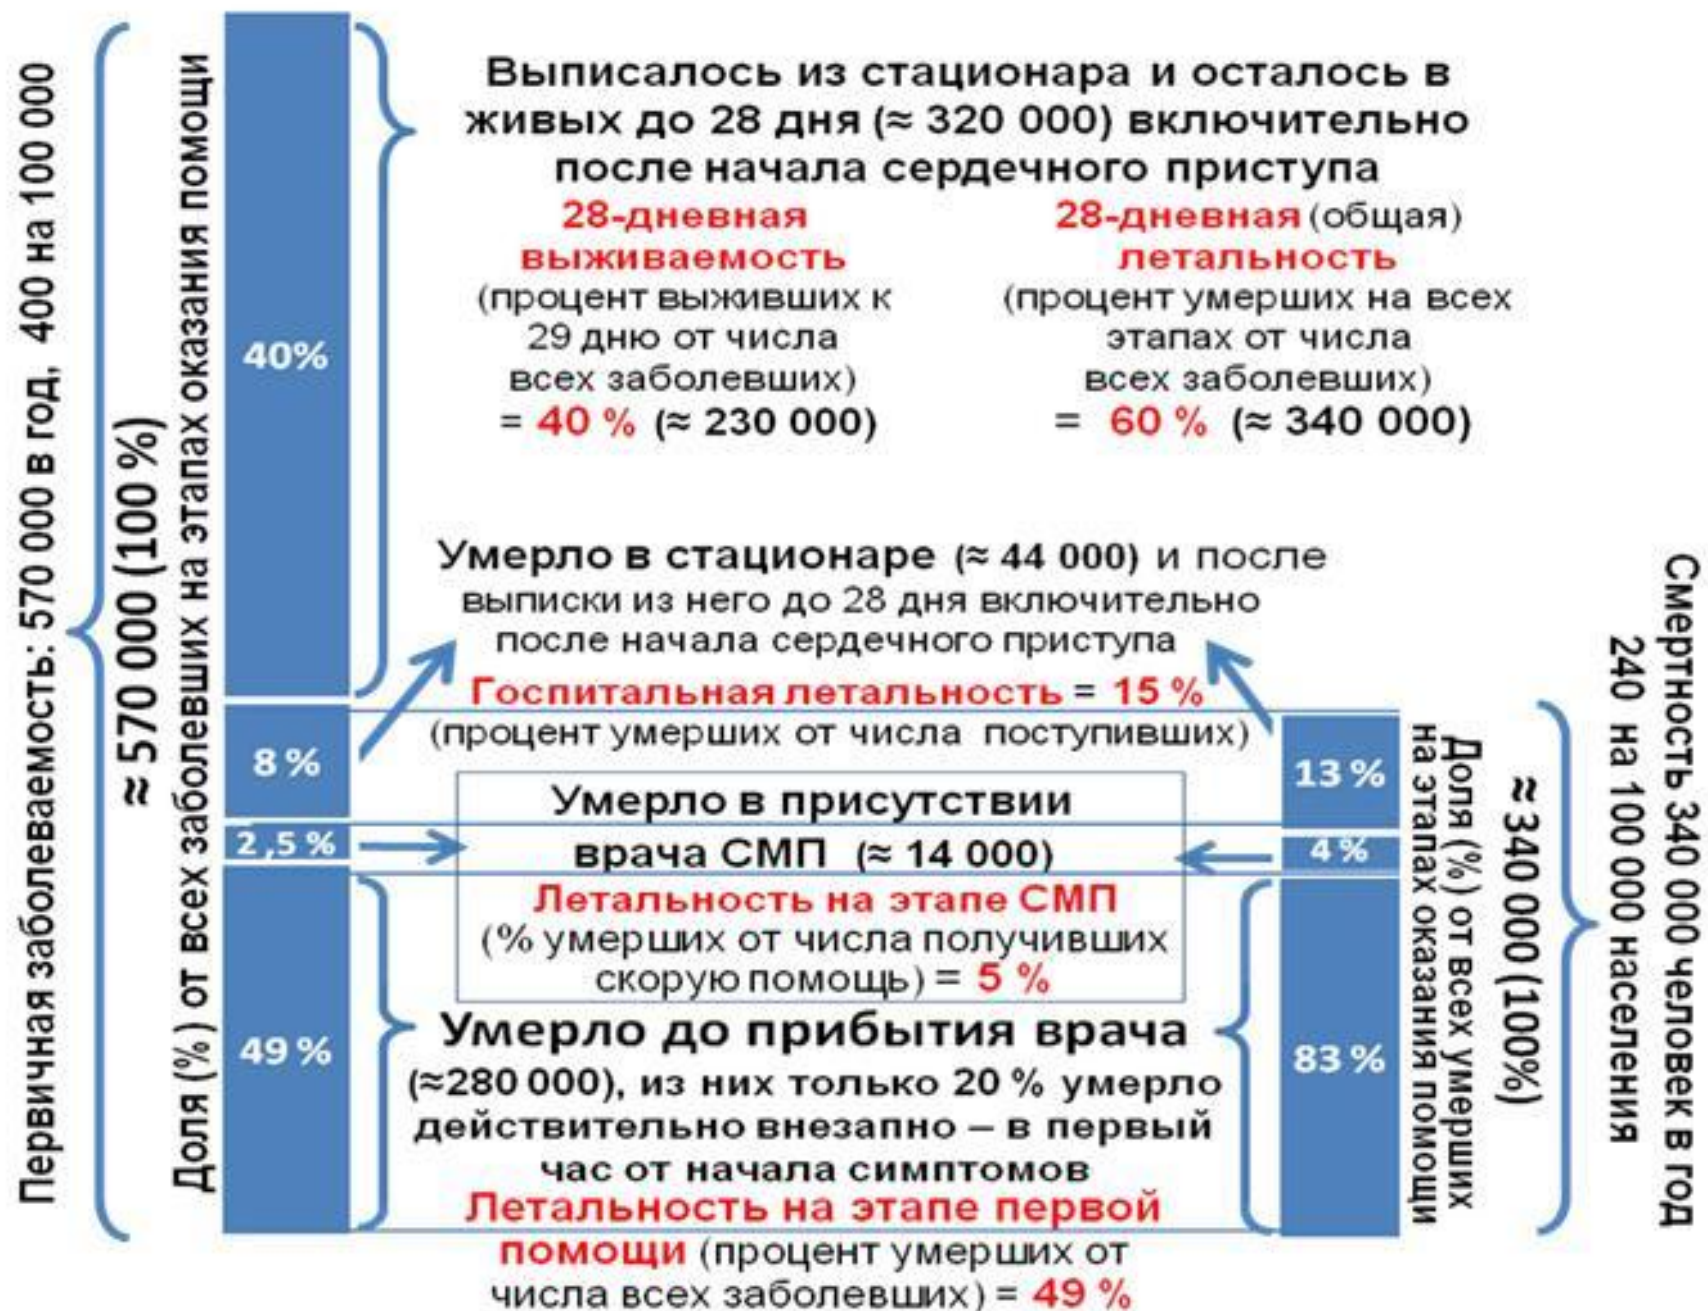 Первичная заболеваемость: 570 000 в год, 400 на 100 000
≈ 570 000 (100 %)
Доля (%) от всех заболевших на этапах оказания помощи
40%
8 %
2 ,5 %
49 %
Выписалось из стационара и осталось в
живых до 28 дня (≈ 320 000) включительно
после начала сердечного приступа
28-дневная
выживаемость
(процент выживших к
29 дню от числа
всех заболевших)
= 40 % (≈ 230 000)
28-дневная (общая)
летальность
(процент умерших на всех
этапах от числа
всех заболевших)
= 60 % (≈ 340 000)
Умерло в стационаре (≈ 44 000) и после
выписки из него до 28 дня включительно
после начала сердечного приступа
Госпитальная летальность = 15 %
(процент умерших от числа поступивших)
Умерло в присутствии
врача СМП (≈ 14 000)
Летальность на этапе СМП
(% умерших от числа получивших
скорую помощь) = 5 %
Умерло до прибытия врача
(≈280 000), из них только 20 % умерло
действительно внезапно – в первый
час от начала симптомов
Летальность на этапе первой
помощи (процент умерших от
числа всех заболевших) = 49 %
13 %
4 %
83 %
Доля (%) от всех умерших
на этапах оказания помощи
≈ 340 000 (100%)
Смертность 340 000 человек в год
240 на 100 000 населения